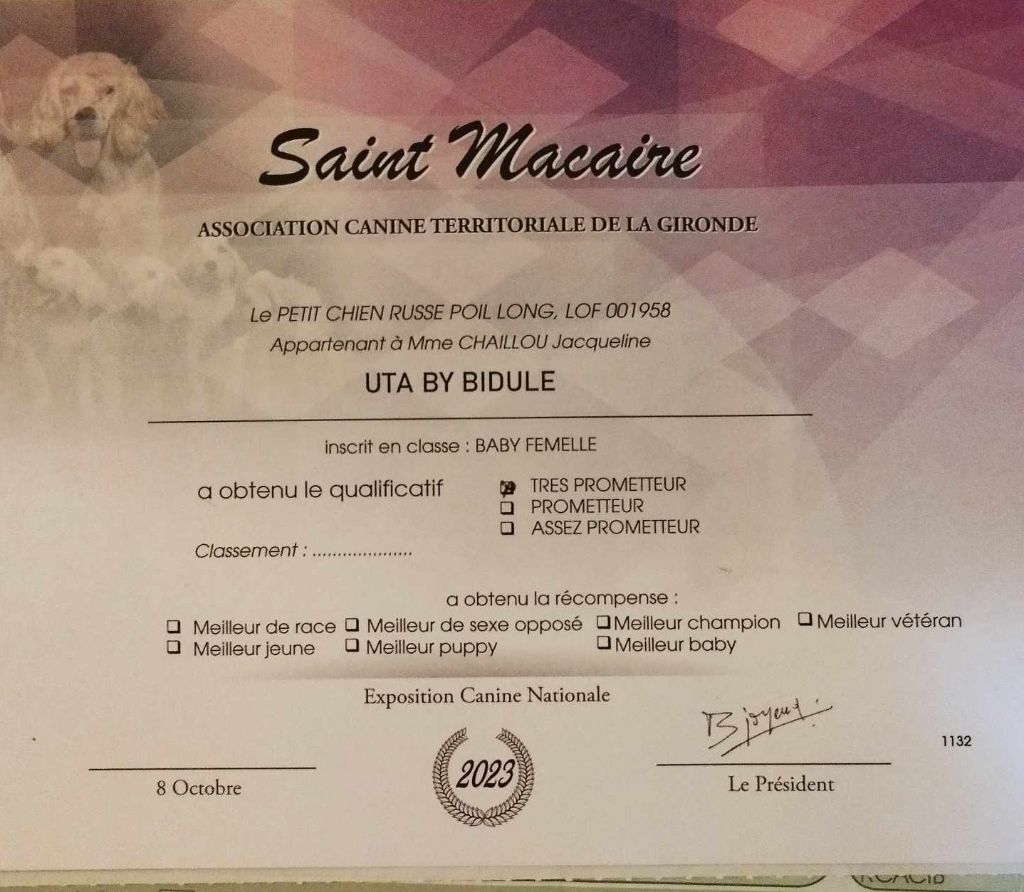 Saint Macaire
ASSOCIATION CANINE TERRITORIALE DE LA GIRONDE
Le PETIT CHIEN RUSSE POIL LONG, LOF 001958
Appartenant à Mme CHAILLOU Jacqueline
UTA BY BIDULE
inscrit en classe : BABY FEMELLE
a obtenu le qualificatif
TRES PROMETTEUR
PROMETTEUR
ASSEZ PROMETTEUR
Classement : ....................
a obtenu la récompense :
Meilleur de race Meilleur de sexe opposé Meilleur champion Meilleur vétéran
Meilleur jeune Meilleur puppy Meilleur baby
Exposition Canine Nationale
1132
2023
8 Octobre
Le Président